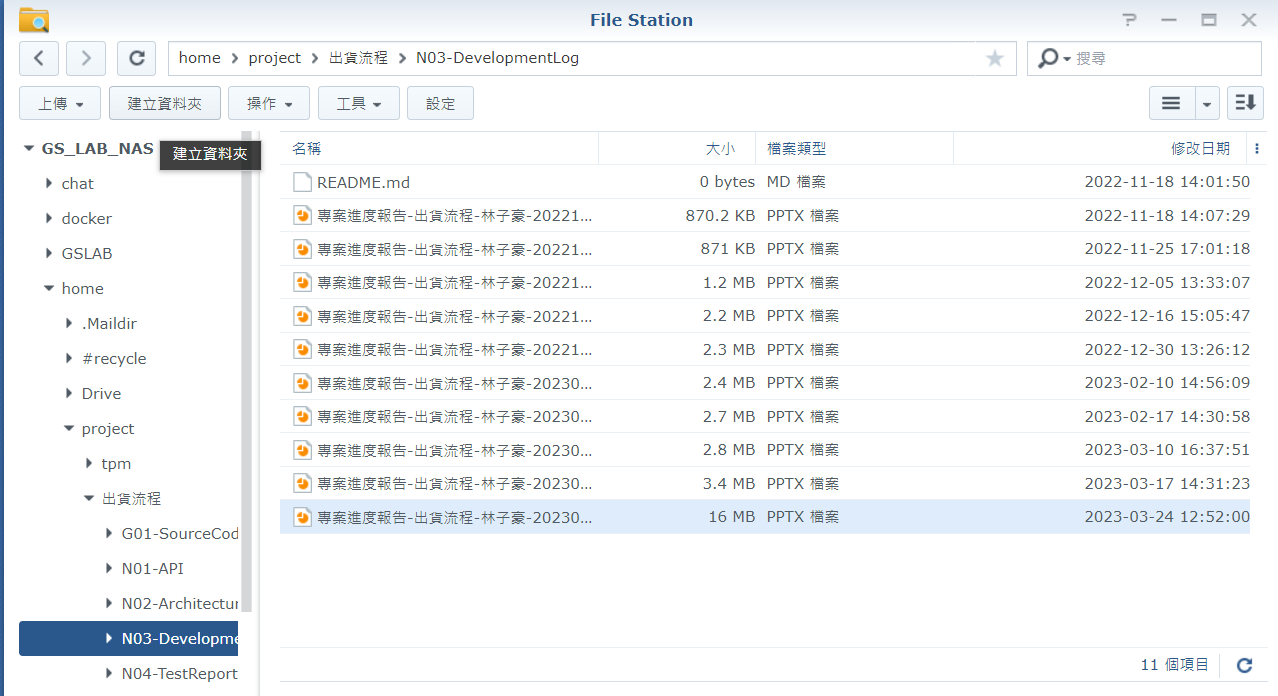 File Station
home project 出貨流程 N03-DevelopmentLog
搜尋
上傳 建立資料夾 操作 工具 設定
GS_LAB_NAS
建立資料夾
chat
docker
GSLAB
home
.Maildir
#recycle
Drive
project
tpm
出貨流程
G01-SourceCod
N01-API
N02-Architectur
N03-Developme
N04-TestReport
名稱 大小 檔案類型 修改日期
README.md 0 bytes MD 檔案 2022-11-18 14:01:50
專案進度報告-出貨流程-林子豪-20221... 870.2 KB PPTX 檔案 2022-11-18 14:07:29
專案進度報告-出貨流程-林子豪-20221... 871 KB PPTX 檔案 2022-11-25 17:01:18
專案進度報告-出貨流程-林子豪-20221... 1.2 MB PPTX 檔案 2022-12-05 13:33:07
專案進度報告-出貨流程-林子豪-20221... 2.2 MB PPTX 檔案 2022-12-16 15:05:47
專案進度報告-出貨流程-林子豪-20221... 2.3 MB PPTX 檔案 2022-12-30 13:26:12
專案進度報告-出貨流程-林子豪-20230... 2.4 MB PPTX 檔案 2023-02-10 14:56:09
專案進度報告-出貨流程-林子豪-20230... 2.7 MB PPTX 檔案 2023-02-17 14:30:58
專案進度報告-出貨流程-林子豪-20230... 2.8 MB PPTX 檔案 2023-03-10 16:37:51
專案進度報告-出貨流程-林子豪-20230... 3.4 MB PPTX 檔案 2023-03-17 14:31:23
專案進度報告-出貨流程-林子豪-20230... 16 MB PPTX 檔案 2023-03-24 12:52:00
11 個項目